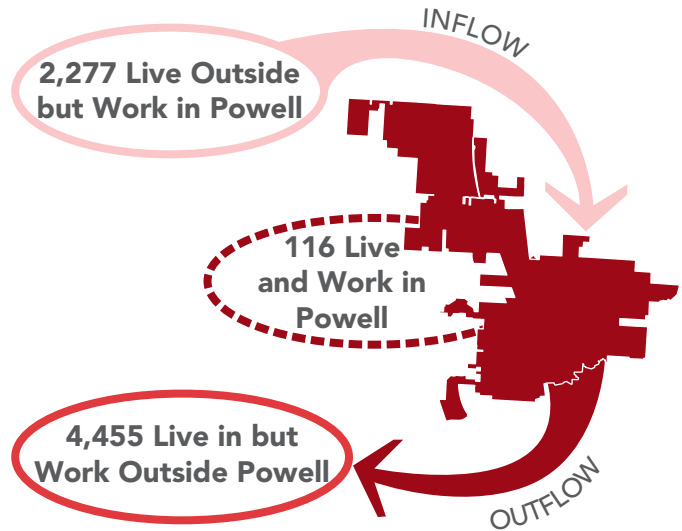 INFLOW
2,277 Live Outside
but Work in Powell
116 Live
and Work in
Powell
4,455 Live in but
Work Outside Powell
OUTFLOW